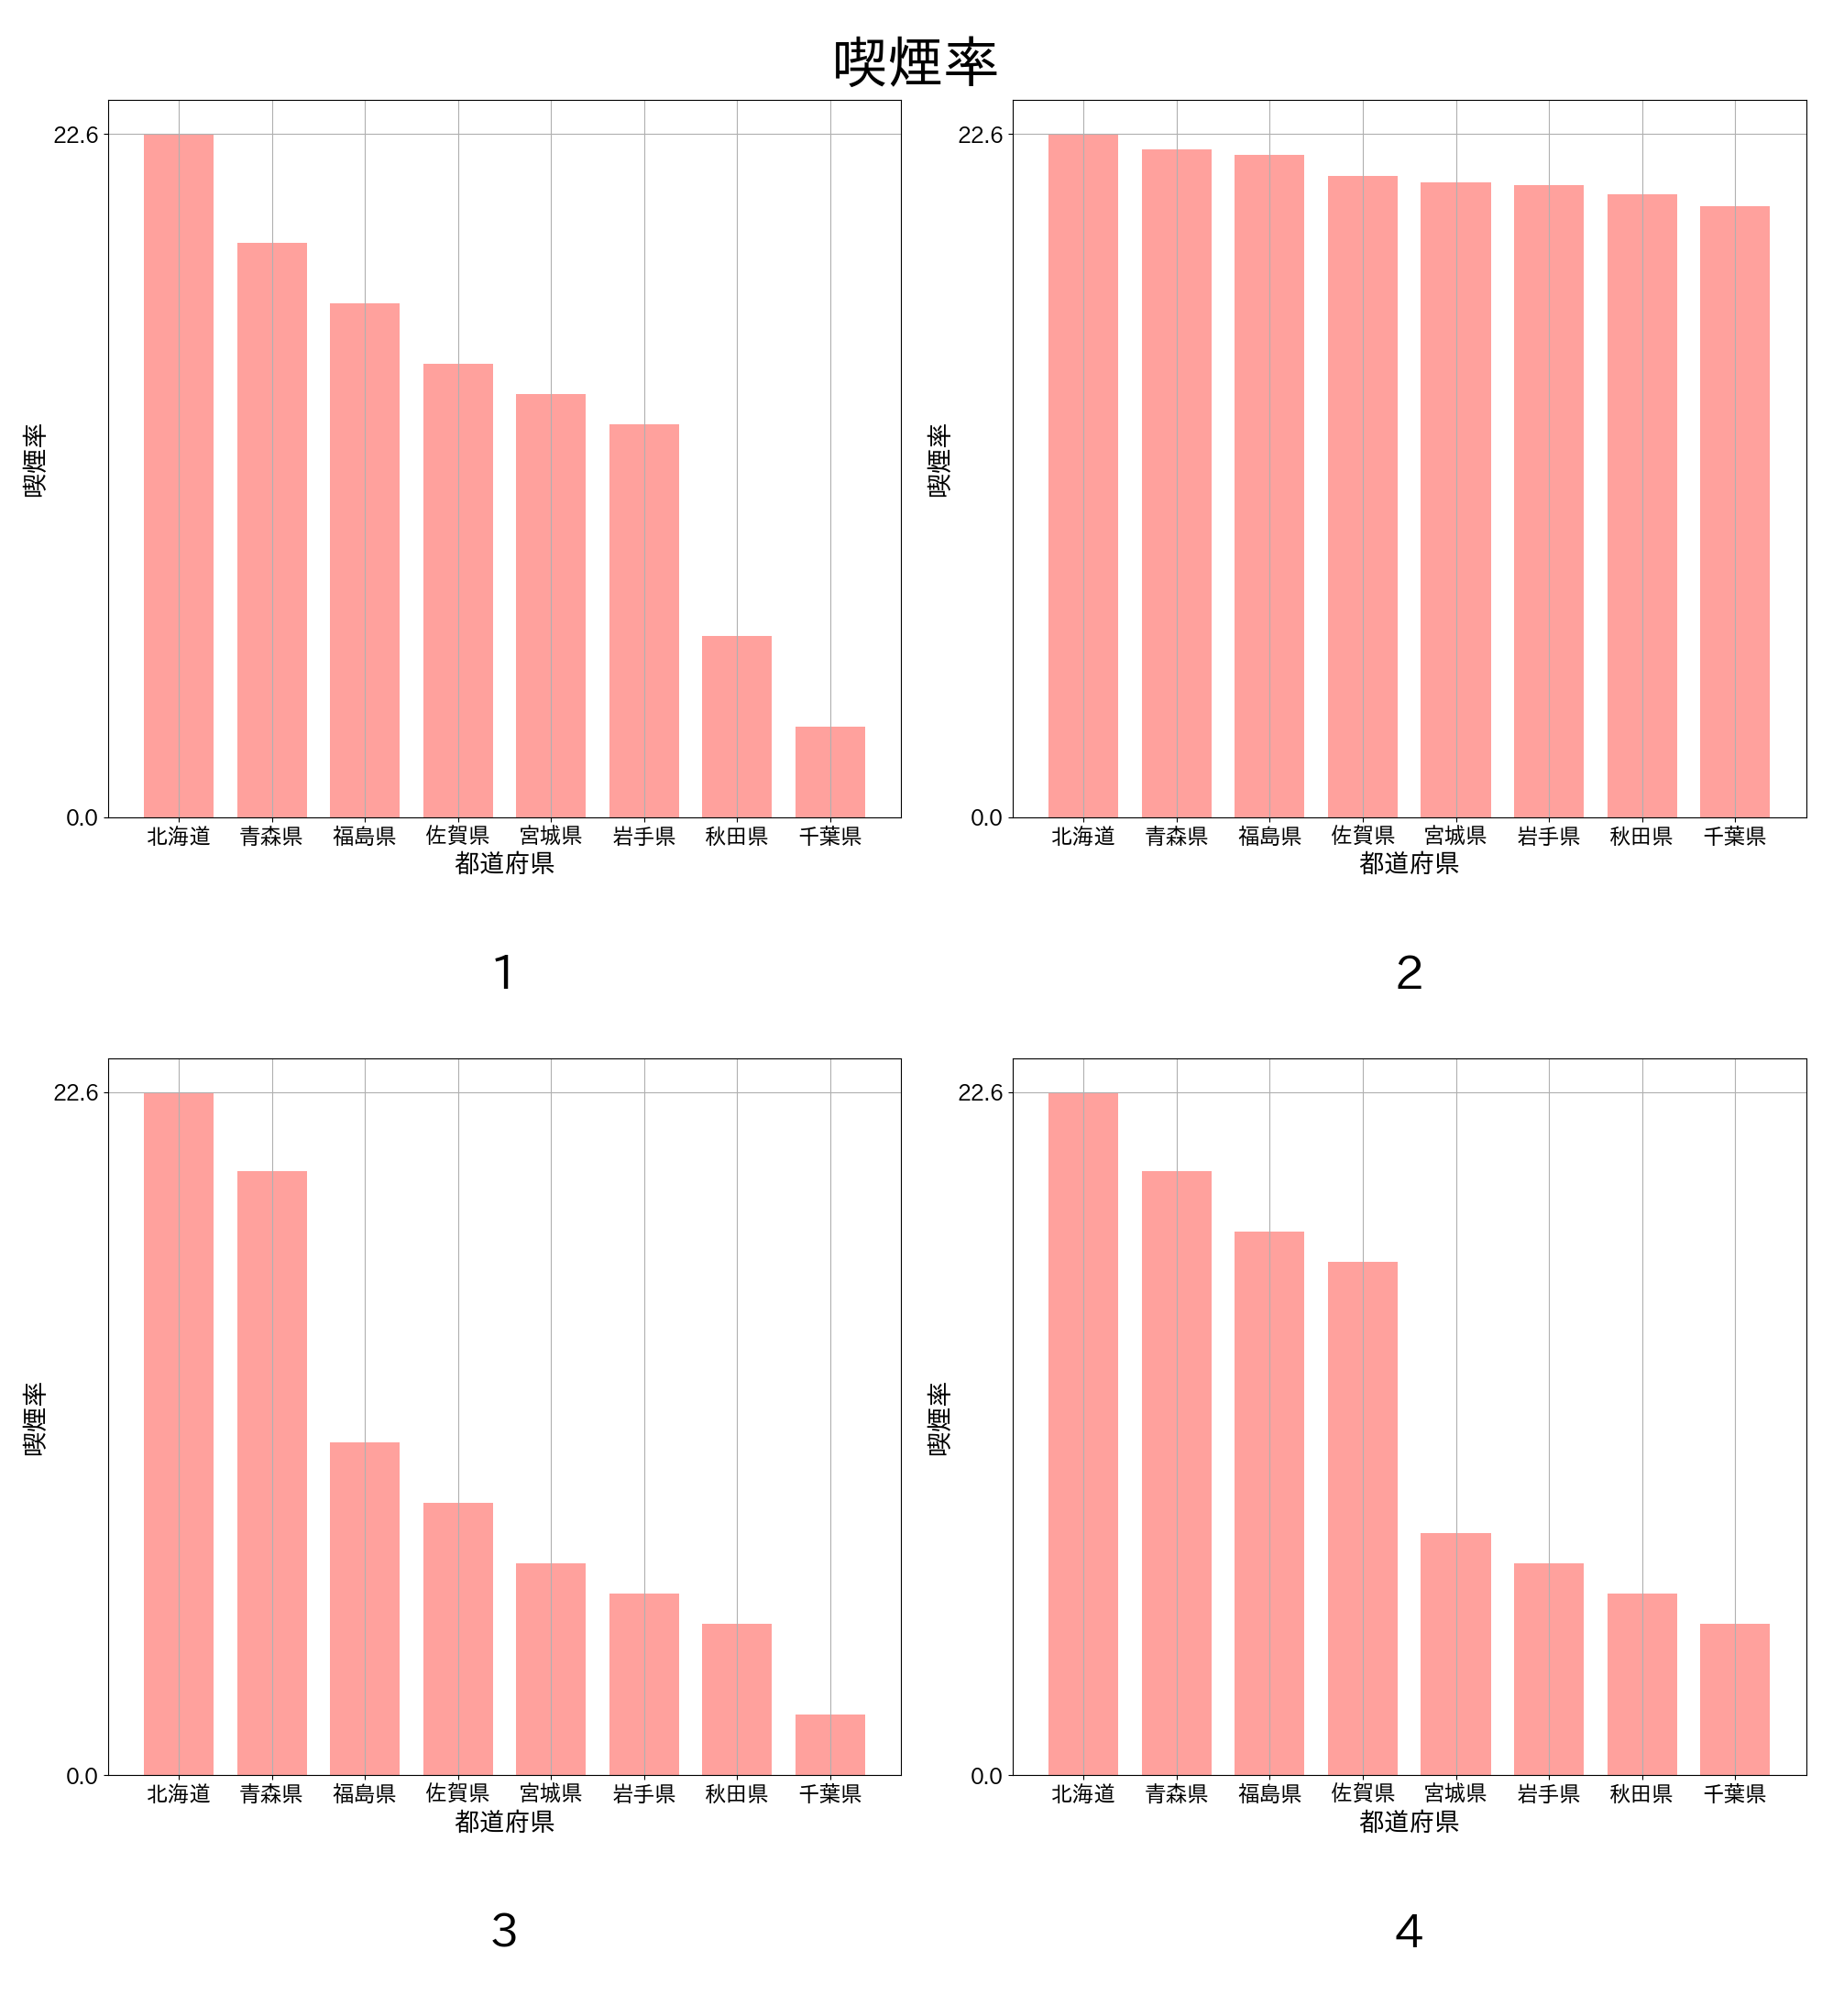 喫煙率
22.6
0.0
喫煙率
北海道 青森県 福島県 佐賀県 宮城県 岩手県 秋田県 千葉県
都道府県
1
22.6
0.0
喫煙率
北海道 青森県 福島県 佐賀県 宮城県 岩手県 秋田県 千葉県
都道府県
2
22.6
0.0
喫煙率
北海道 青森県 福島県 佐賀県 宮城県 岩手県 秋田県 千葉県
都道府県
3
22.6
0.0
喫煙率
北海道 青森県 福島県 佐賀県 宮城県 岩手県 秋田県 千葉県
都道府県
4